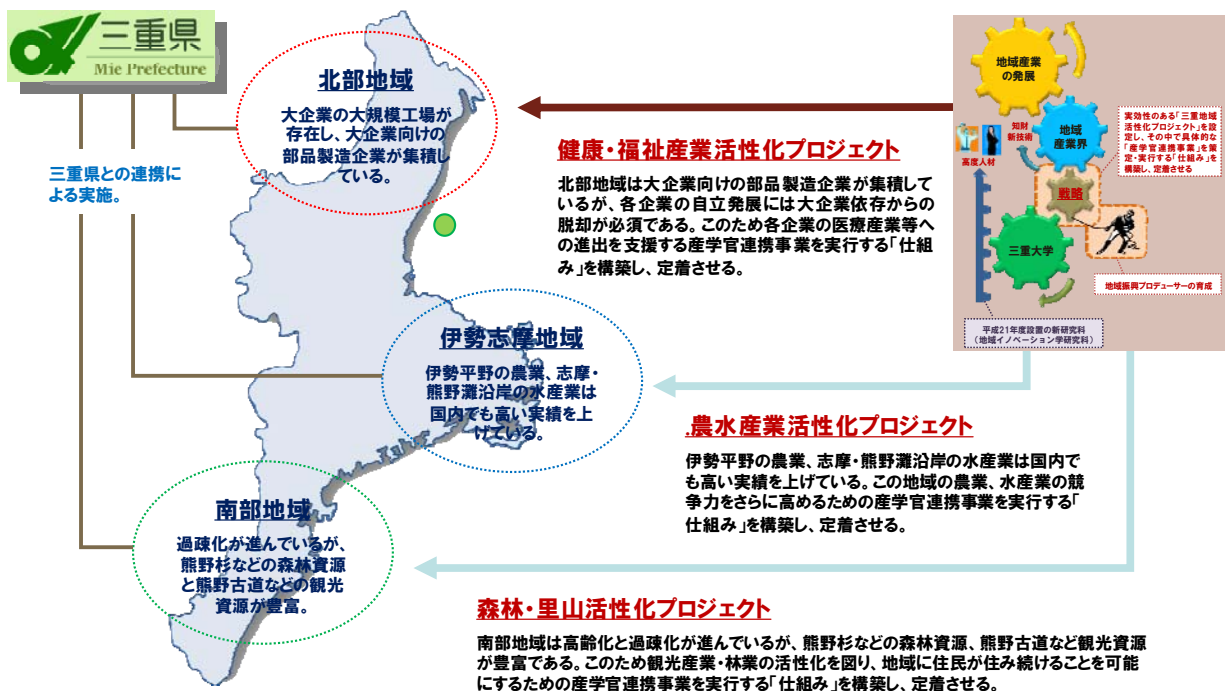 三重県
Mie Prefecture
三重県との連携に
よる実施。
北部地域
大企業の大規模工場が
存在し、大企業向けの
部品製造企業が集積し
ている。
伊勢志摩地域
伊勢平野の農業、志摩・
熊野灘沿岸の水産業は
国内でも高い実績を上
げている。
南部地域
過疎化が進んでいるが、
熊野杉などの森林資源
と熊野古道などの観光
資源が豊富。
健康・福祉産業活性化プロジェクト
北部地域は大企業向けの部品製造企業が集積して
いるが、各企業の自立発展には大企業依存からの
脱却が必須である。このため各企業の医療産業等へ
の進出を支援する産学官連携事業を実行する「仕組
み」を構築し、定着させる。
.農水産業活性化プロジェクト
伊勢平野の農業、志摩・熊野灘沿岸の水産業は国内で
も高い実績を上げている。この地域の農業、水産業の競
争力をさらに高めるための産学官連携事業を実行する「
仕組み」を構築し、定着させる。
森林・里山活性化プロジェクト
南部地域は高齢化と過疎化が進んでいるが、熊野杉などの森林資源、熊野古道など観光資源
が豊富である。このため観光産業・林業の活性化を図り、地域に住民が住み続けることを可能
にするための産学官連携事業を実行する「仕組み」を構築し、定着させる。
地域産業
の発展
知財
新技術
高度人材
地域
産業界
実効性のある「三重地域
活性化プロジェクト」を設
定し、その中で具体的な
「産学官連携事業」を策
定・実行する「仕組み」を
構築し、定着させる
戦略
三重大学
地域振興プロデューサーの育成
平成21年度設置の新研究科
（地域イノベーション学研究科）